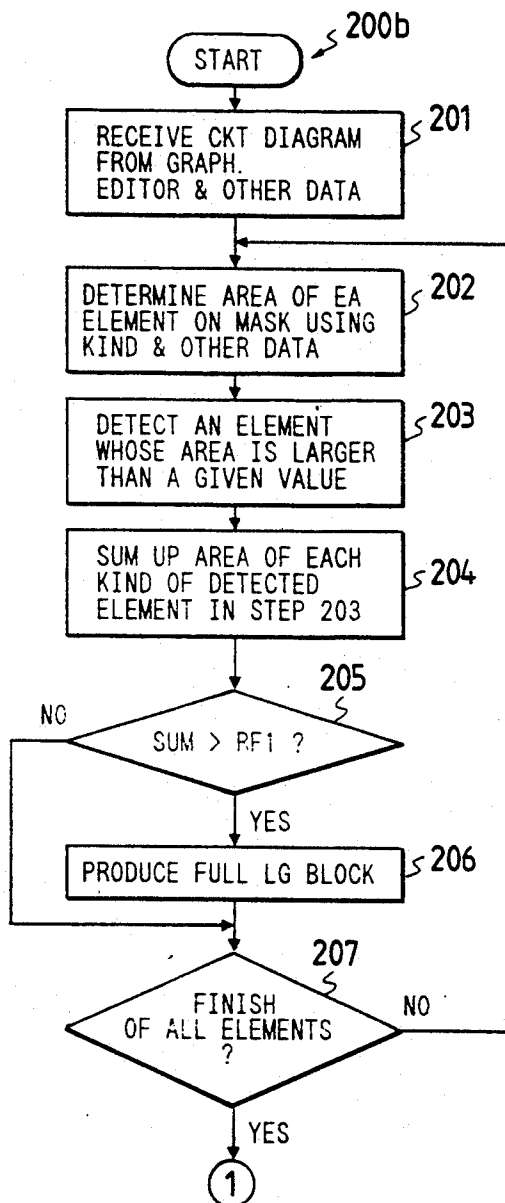 200b
START
201
RECEIVE CKT DIAGRAM
FROM GRAPH.
EDITOR & OTHER DATA
202
DETERMINE AREA OF EA
ELEMENT ON MASK USING
KIND & OTHER DATA
203
DETECT AN ELEMENT
WHOSE AREA IS LARGER
THAN A GIVEN VALUE
204
SUM UP AREA OF EACH
KIND OF DETECTED
ELEMENT IN STEP 203
205
NO
SUM > RF1 ?
YES
206
PRODUCE FULL LG BLOCK
207
FINISH
OF ALL ELEMENTS
?
NO
YES
1